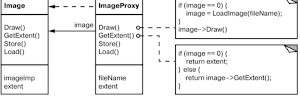 Image
Draw()
GetExtent()
Store()
Load()
imageImp
extent
image
ImageProxy
Draw()
GetExtent()
Store()
Load()
fileName
extent
if (image == 0) {
image = LoadImage(fileName);
}
image->Draw()
if (image == 0) {
return extent;
} else {
return image->GetExtent();
}